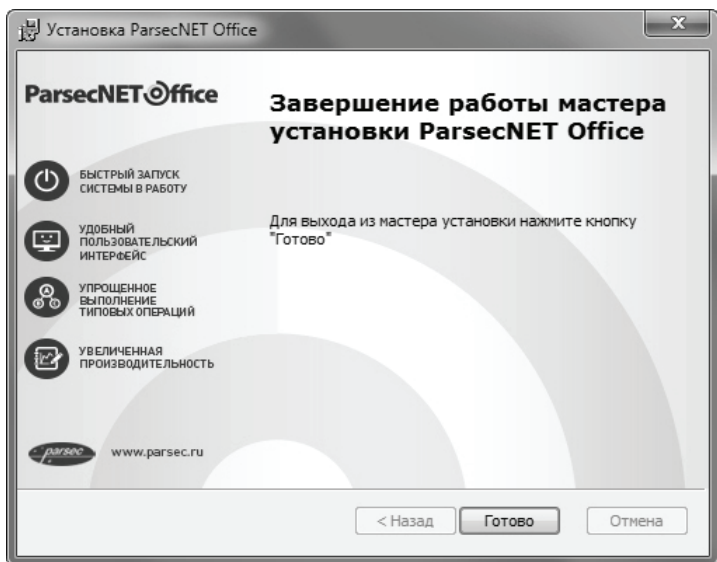 Установка ParsecNET Office
ParsecNET Office
Завершение работы мастера
установки ParsecNET Office
БЫСТРЫЙ ЗАПУСК
СИСТЕМЫ В РАБОТУ
Для выхода из мастера установки нажмите кнопку
"Готово"
УДОБНЫЙ
ПОЛЬЗОВАТЕЛЬСКИЙ
ИНТЕРФЕЙС
УПРОЩЕННОЕ
ВЫПОЛНЕНИЕ
ТИПОВЫХ ОПЕРАЦИЙ
УВЕЛИЧЕННАЯ
ПРОИЗВОДИТЕЛЬНОСТЬ
parsec www.parsec.ru
< Назад Готово Отмена